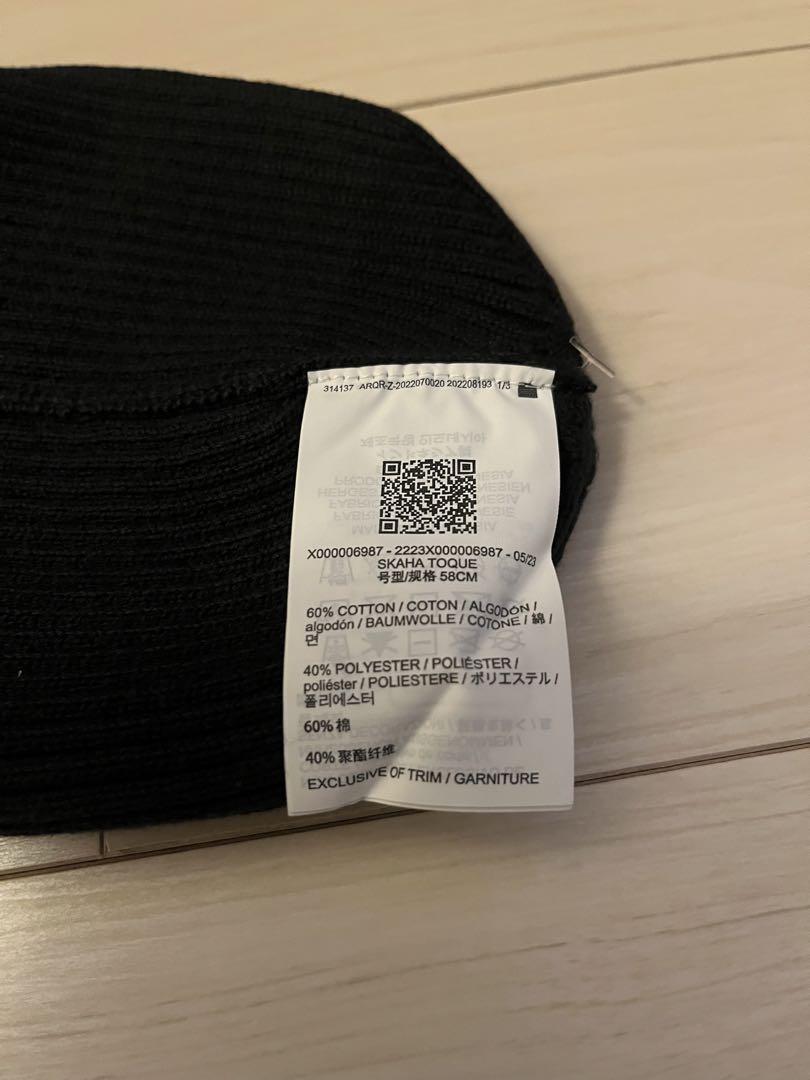 314137 ARQR-Z-2022070020 202208193 1/3
X000006987 - 2223X000006987 - 05/23
SKAHA TOQUE
号型/规格 58CM
60% COTTON / COTON / ALGODÓN /
algodón / BAUMWOLLE / COTONE / 綿 /
면
40% POLYESTER / POLIÉSTER /
poliéster / POLIESTERE / ポリエステル /
폴리에스터
60% 棉
40% 聚酯纤维
EXCLUSIVE OF TRIM / GARNITURE